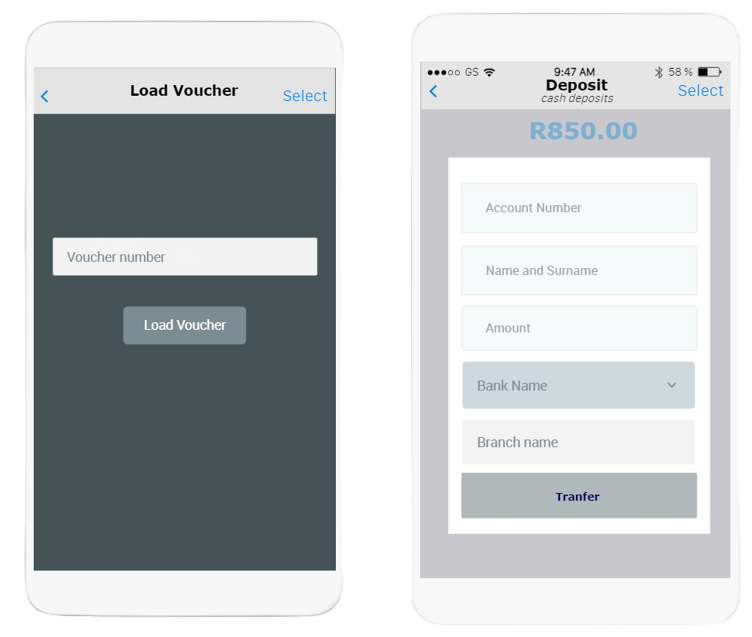 Load Voucher
Select
Voucher number
Load Voucher
GS 9:47 AM 58 %
Deposit
cash deposits
Select
R850.00
Account Number
Name and Surname
Amount
Bank Name
Branch name
Tranfer